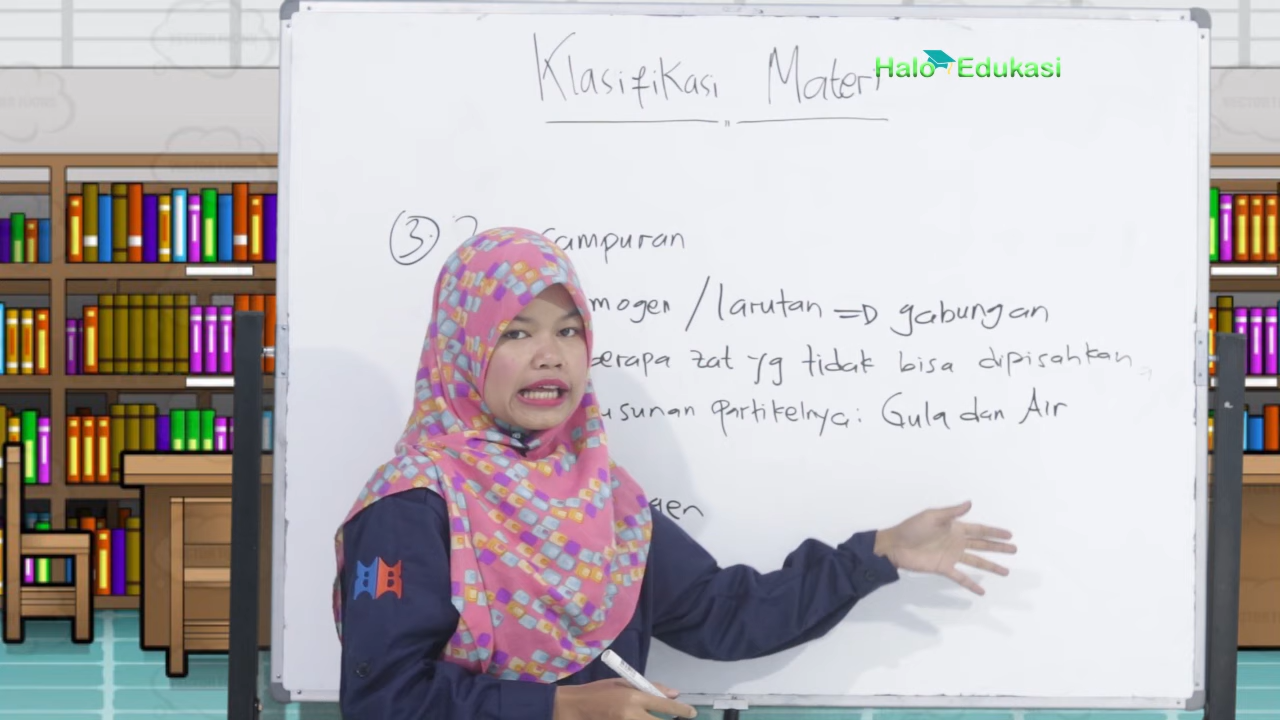 Klasifikasi Materi
Halo Edukasi
3. campuran
mogen / larutan => gabungan
berapa zat yg tidak bisa dipisahkan
usunan partikelnya: Gula dan Air
gen